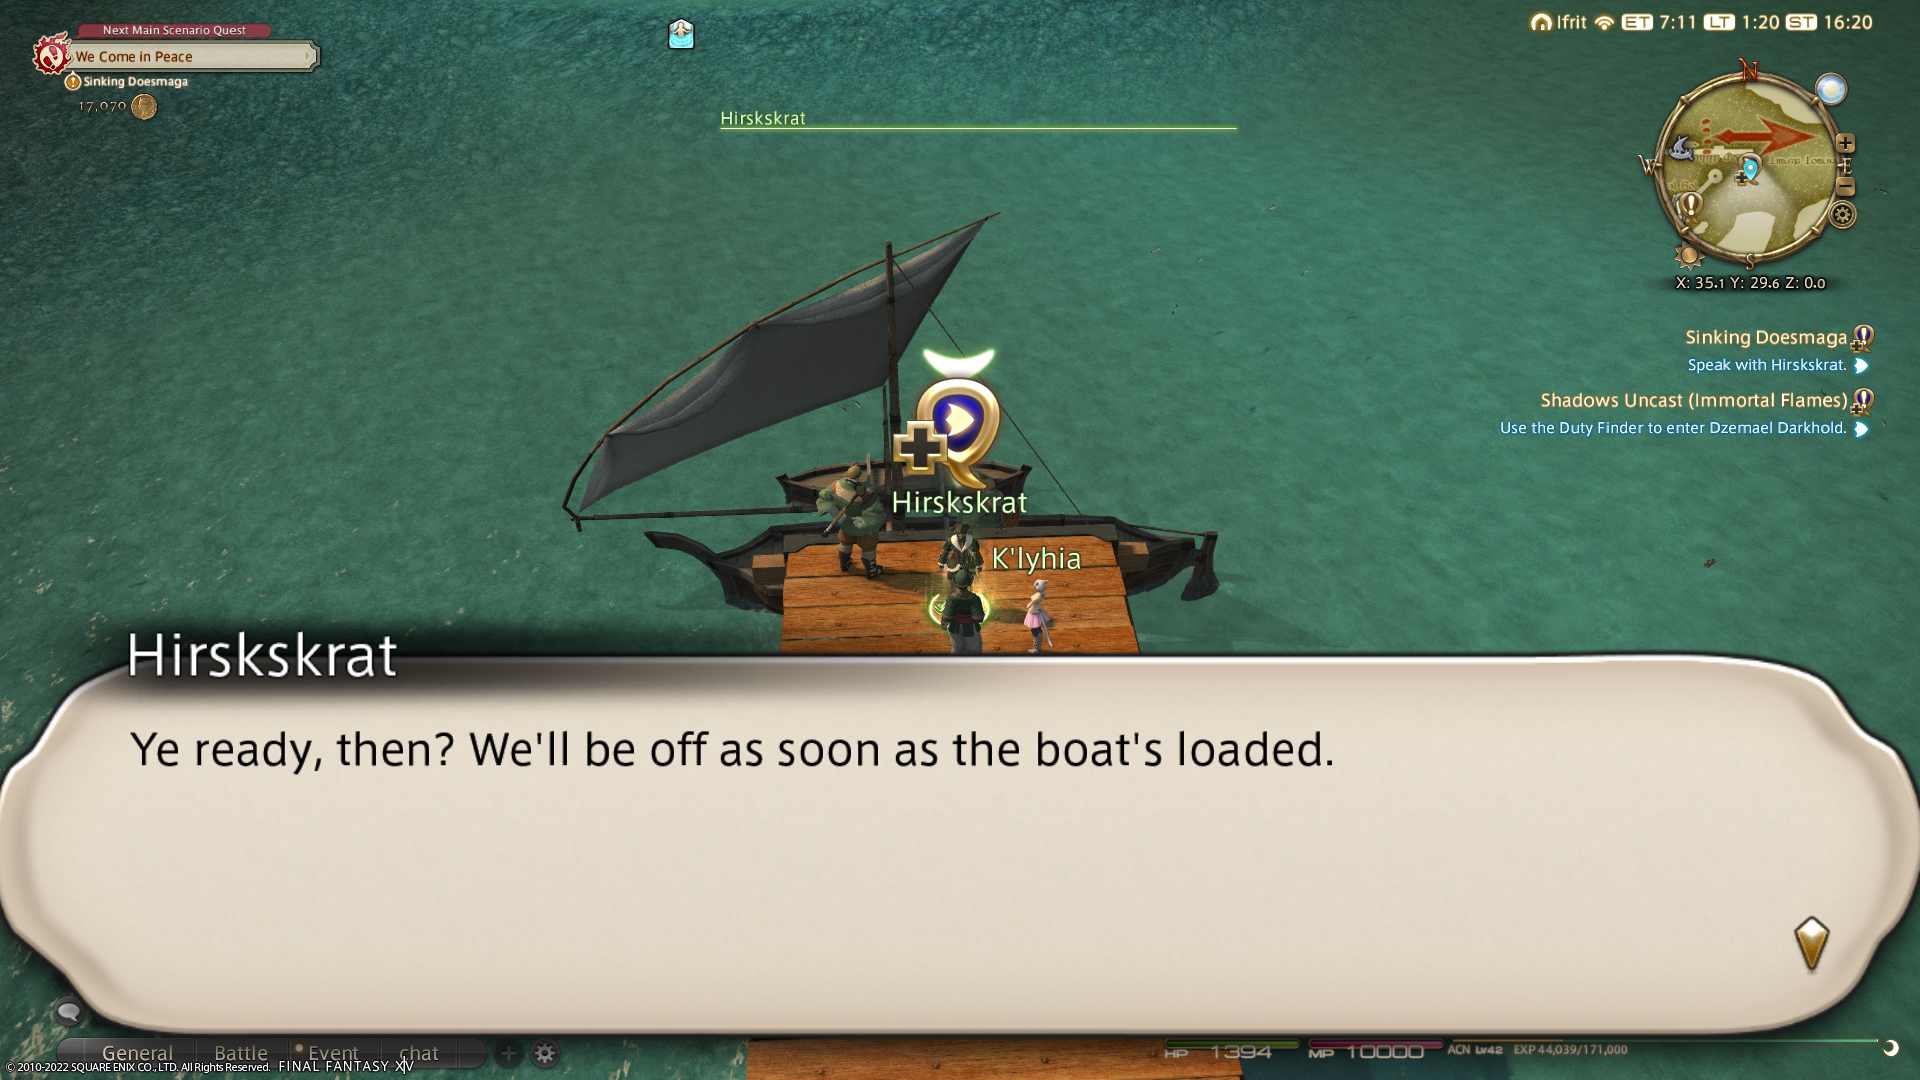 Next Main Scenario Quest
We Come in Peace
Sinking Doesmaga
17,070
Ifrit ET 7:11 LT 1:20 ST 16:20
Hirskskrat
N
W
E
S
X: 35.1 Y: 29.6 Z: 0.0
Sinking Doesmaga
Speak with Hirskskrat.
Shadows Uncast (Immortal Flames)
Use the Duty Finder to enter Dzemael Darkhold.
Hirskskrat
K'lyhia
Hirskskrat
Ye ready, then? We'll be off as soon as the boat's loaded.
General Battle Event chat
HP 1394 MP 10000 ACN Lv42 EXP 44,039/171,000
© 2010-2022 SQUARE ENIX CO., LTD. All Rights Reserved. FINAL FANTASY XIV